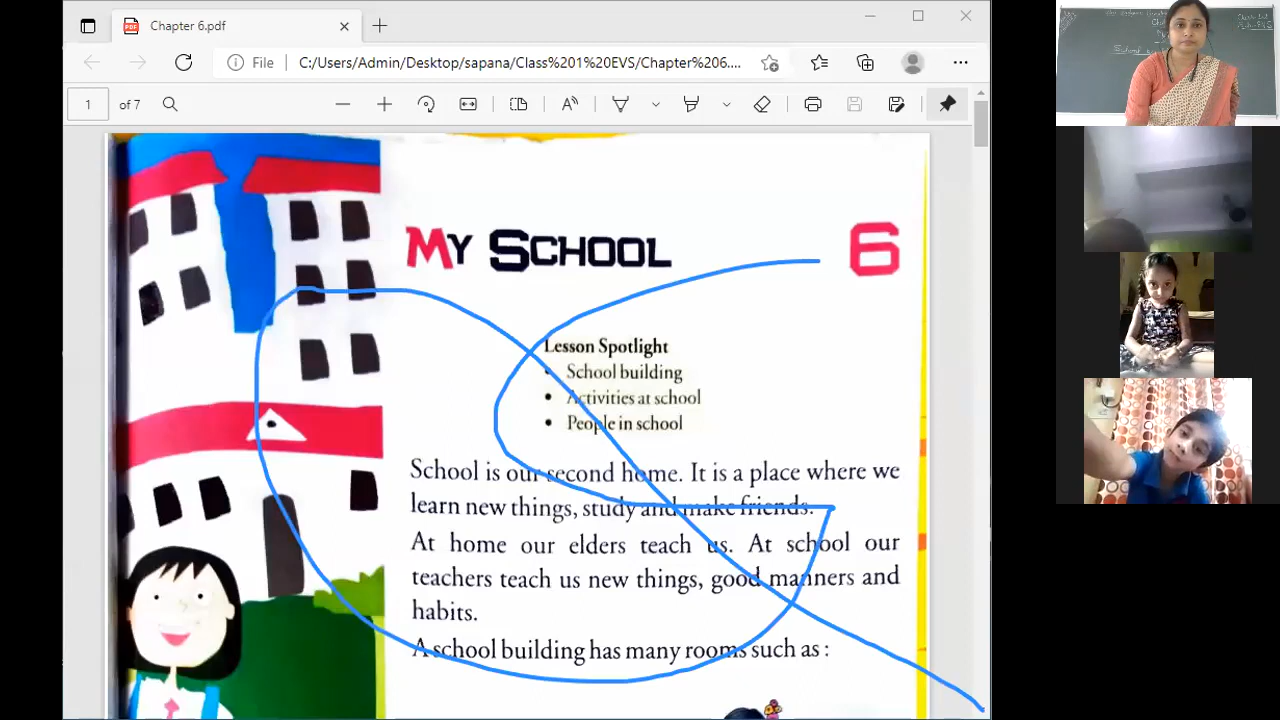 Chapter 6.pdf
File C:/Users/Admin/Desktop/sapana/Class%201%20EVS/Chapter%206....
1 of 7
My School 6
Lesson Spotlight
• School building
• Activities at school
• People in school
School is our second home. It is a place where we
learn new things, study and make friends.
At home our elders teach us. At school our
teachers teach us new things, good manners and
habits.
A school building has many rooms such as :